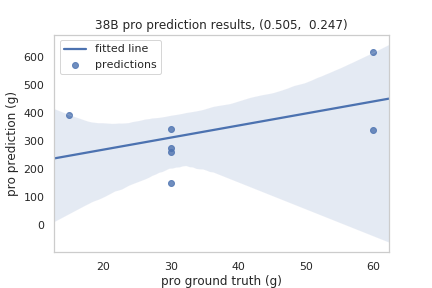 38B pro prediction results, (0.505,  0.247)
fitted line
predictions
pro prediction (g)
600
500
400
300
200
100
0
20
30
40
50
60
pro ground truth (g)